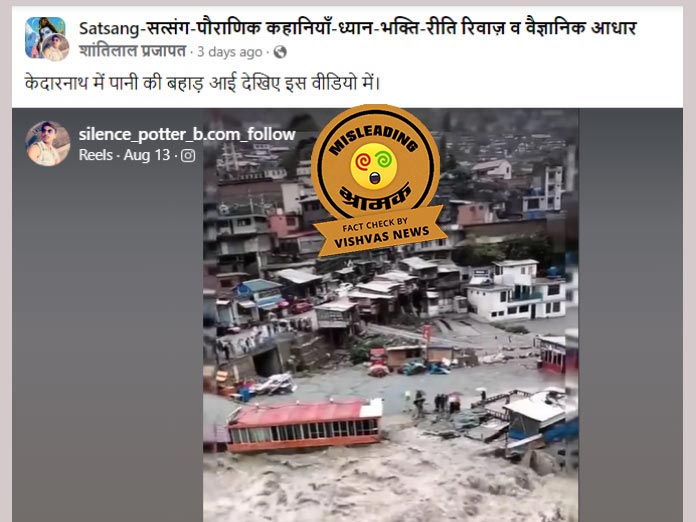 Satsang-सत्संग-पौराणिक कहानियाँ-ध्यान-भक्ति-रीति रिवाज़ व वैज्ञानिक आधार
शांतिलाल प्रजापत · 3 days ago ·
केदारनाथ में पानी की बहाड़ आई देखिए इस वीडियो में।
silence_potter_b.com_follow
Reels · Aug 13 ·
MISLEADING
भ्रामक
FACT CHECK BY
VISHVAS NEWS